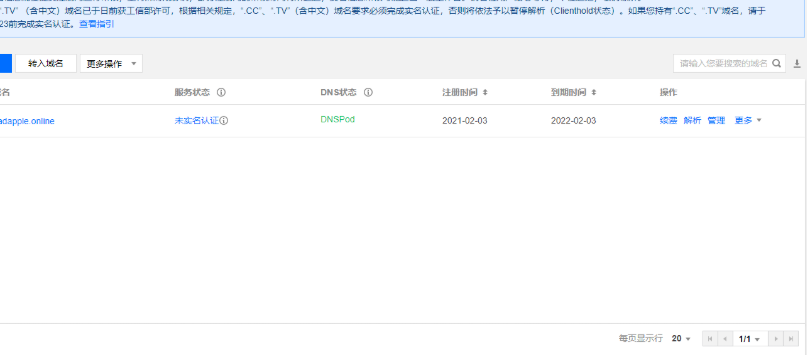 “.TV”（含中文）域名已于日前获工信部许可，根据相关规定，“.CC”、“.TV”（含中文）域名要求必须完成实名认证，否则将依法予以暂停解析（Clienthold状态）。如果您持有“.CC”、“.TV”域名，请于
23前完成实名认证。查看指引
转入域名 更多操作 请输入您要搜索的域名
名 服务状态 DNS状态 注册时间 到期时间 操作
adapple.online 未实名认证 DNSPod 2021-02-03 2022-02-03 续费 解析 管理 更多
每页显示行 20 1/1